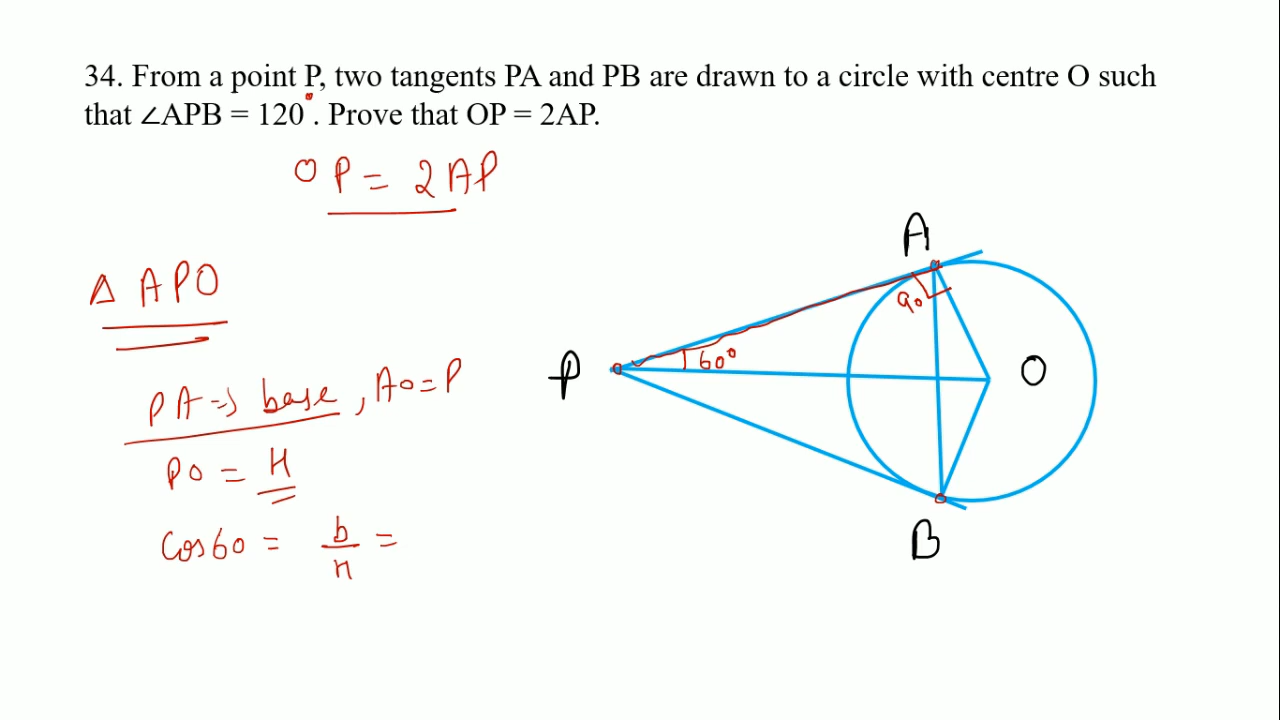 34. From a point P, two tangents PA and PB are drawn to a circle with centre O such
that ∠APB = 120°. Prove that OP = 2AP.
OP = 2AP
Δ APO
PA ⇒ base, AO = P
PO = H
Cos60 = b/h =
A
90
60°
P
O
B